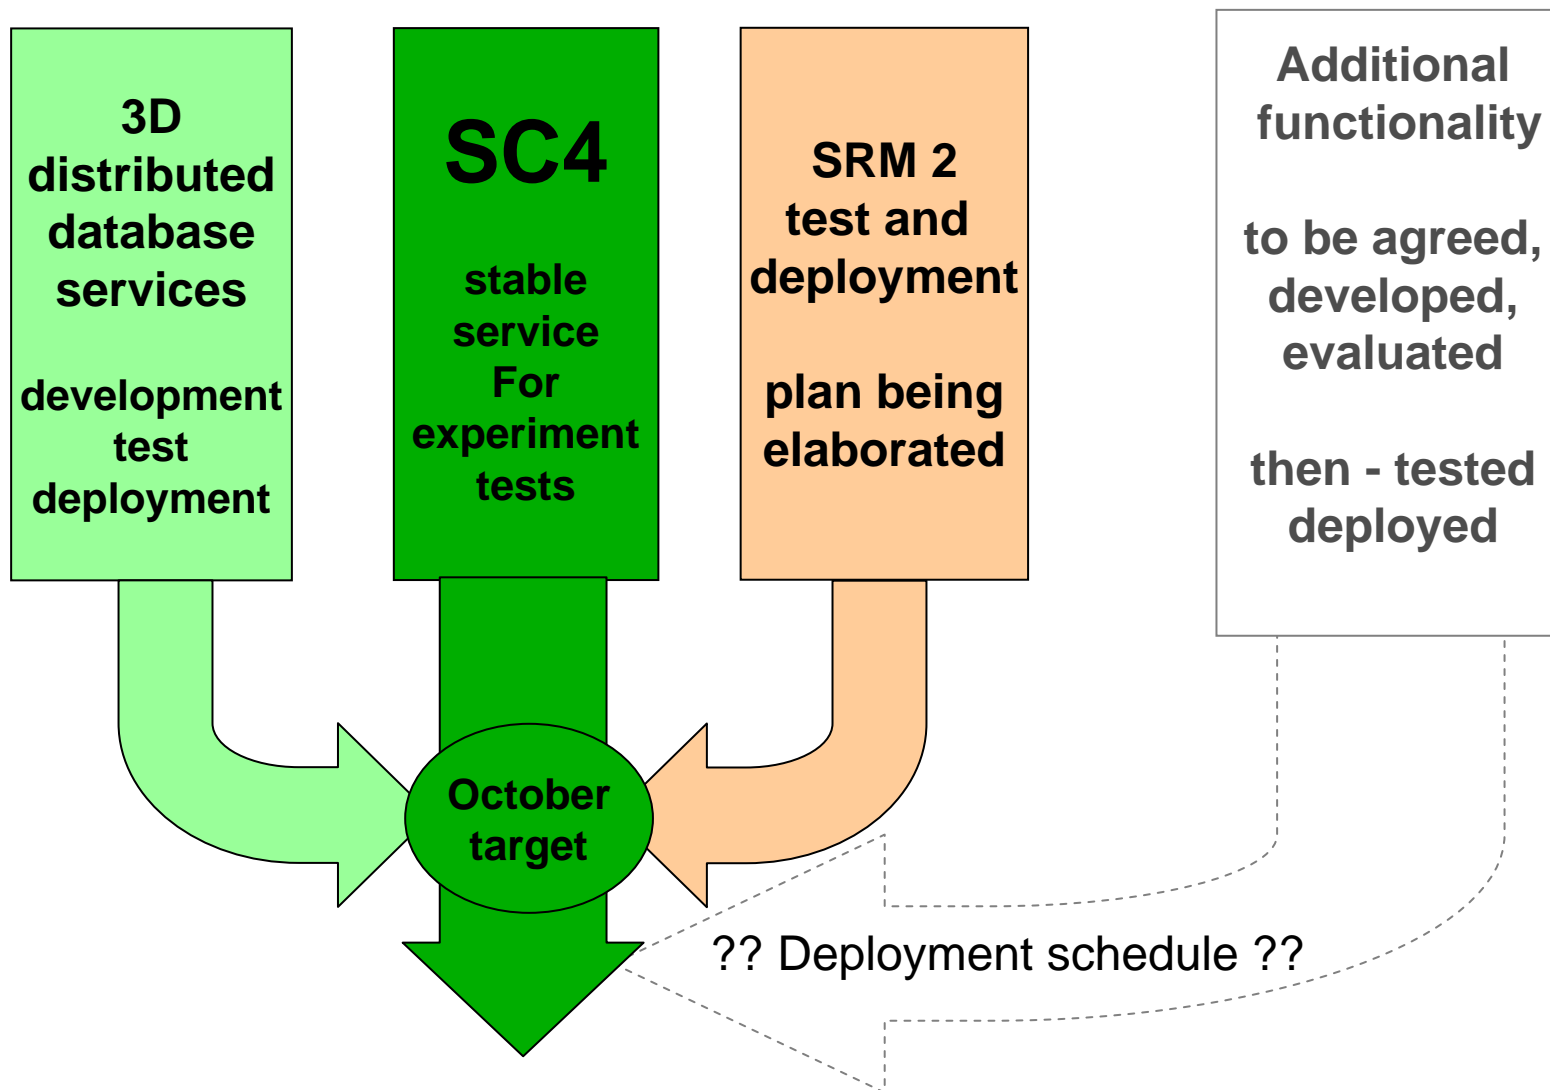 3D
distributed
database
services
development
test
deployment
SC4
stable
service
For
experiment
tests
SRM 2
test and
deployment
plan being
elaborated
Additional
functionality
to be agreed,
developed,
evaluated
then - tested
deployed
October
target
?? Deployment schedule ??